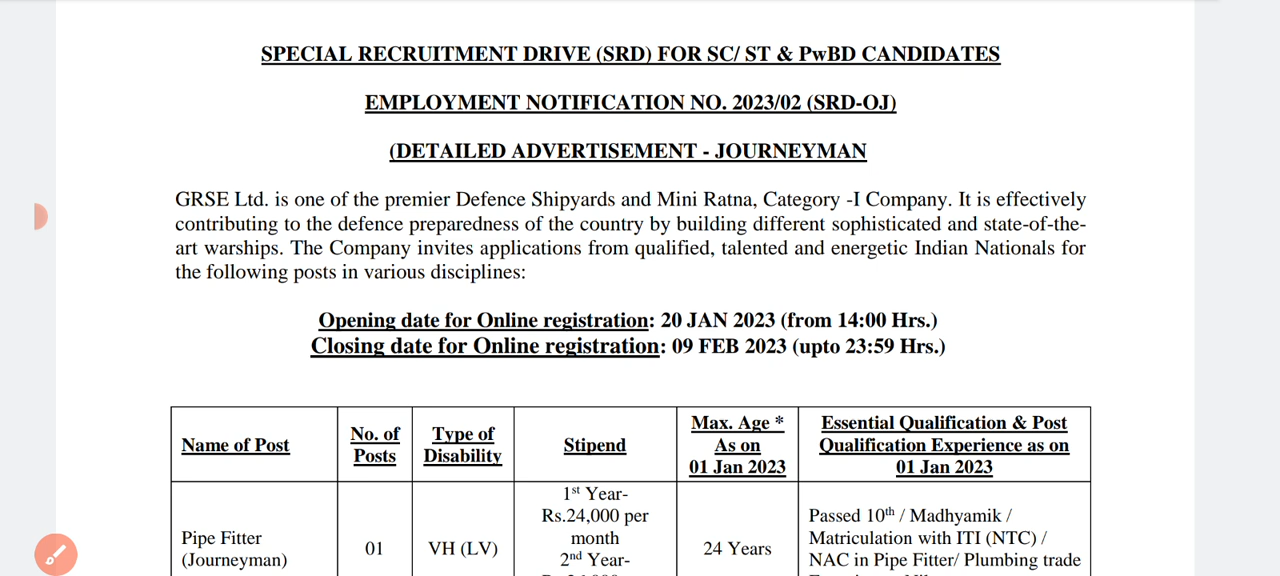 SPECIAL RECRUITMENT DRIVE (SRD) FOR SC/ ST & PwBD CANDIDATES
EMPLOYMENT NOTIFICATION NO. 2023/02 (SRD-OJ)
(DETAILED ADVERTISEMENT - JOURNEYMAN
GRSE Ltd. is one of the premier Defence Shipyards and Mini Ratna, Category -I Company. It is effectively
contributing to the defence preparedness of the country by building different sophisticated and state-of-the-
art warships. The Company invites applications from qualified, talented and energetic Indian Nationals for
the following posts in various disciplines:
Opening date for Online registration: 20 JAN 2023 (from 14:00 Hrs.)
Closing date for Online registration: 09 FEB 2023 (upto 23:59 Hrs.)
Name of Post
No. of
Posts
Type of
Disability
Stipend
Max. Age *
As on
01 Jan 2023
Essential Qualification & Post
Qualification Experience as on
01 Jan 2023
Pipe Fitter
(Journeyman)
01
VH (LV)
1st Year-
Rs.24,000 per
month
2nd Year-
24 Years
Passed 10th / Madhyamik /
Matriculation with ITI (NTC) /
NAC in Pipe Fitter/ Plumbing trade